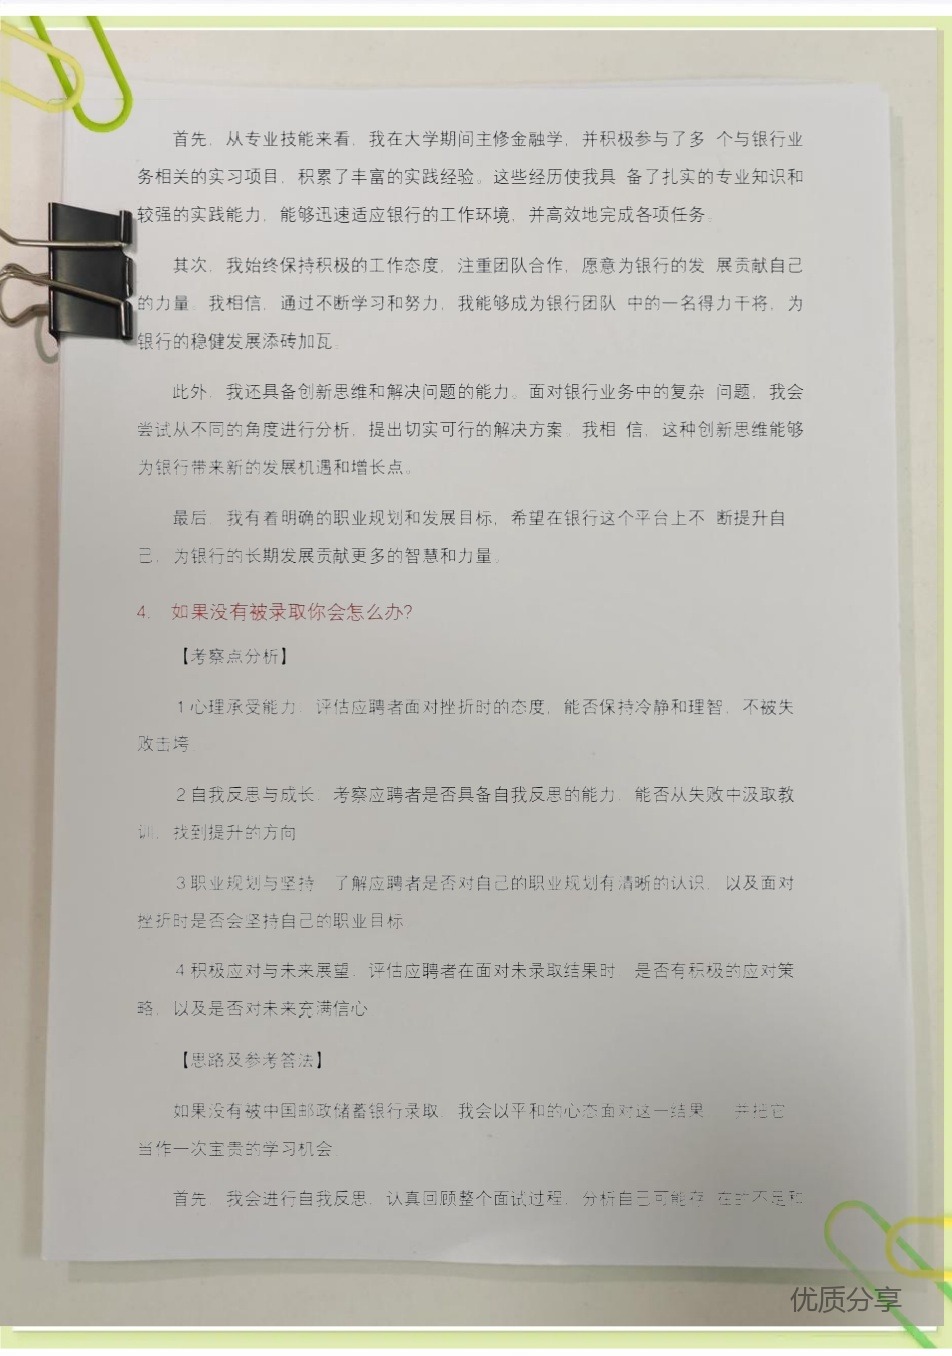 首先，从专业技能来看，我在大学期间主修金融学，并积极参与了多 个与银行业
务相关的实习项目，积累了丰富的实践经验。这些经历使我具 备了扎实的专业知识和
较强的实践能力，能够迅速适应银行的工作环境，并高效地完成各项任务。
其次，我始终保持积极的工作态度，注重团队合作，愿意为银行的发 展贡献自己
的力量。我相信，通过不断学习和努力，我能够成为银行团队 中的一名得力干将，为
银行的稳健发展添砖加瓦。
此外，我还具备创新思维和解决问题的能力。面对银行业务中的复杂 问题，我会
尝试从不同的角度进行分析，提出切实可行的解决方案。我相 信，这种创新思维能够
为银行带来新的发展机遇和增长点。
最后，我有着明确的职业规划和发展目标，希望在银行这个平台上不 断提升自
己，为银行的长期发展贡献更多的智慧和力量。
4. 如果没有被录取你会怎么办?
【考察点分析】
1心理承受能力：评估应聘者面对挫折时的态度，能否保持冷静和理智，不被失
败击垮
2自我反思与成长：考察应聘者是否具备自我反思的能力，能否从失败中汲取教
训，找到提升的方向
3职业规划与坚持：了解应聘者是否对自己的职业规划有清晰的认识，以及面对
挫折时是否会坚持自己的职业目标
4积极应对与未来展望：评估应聘者在面对未录取结果时，是否有积极的应对策
略，以及是否对未来充满信心
【思路及参考答法】
如果没有被中国邮政储蓄银行录取，我会以平和的心态面对这一结果， 并把它
当作一次宝贵的学习机会。
首先，我会进行自我反思，认真回顾整个面试过程，分析自己可能存 在的不足和
优质分享